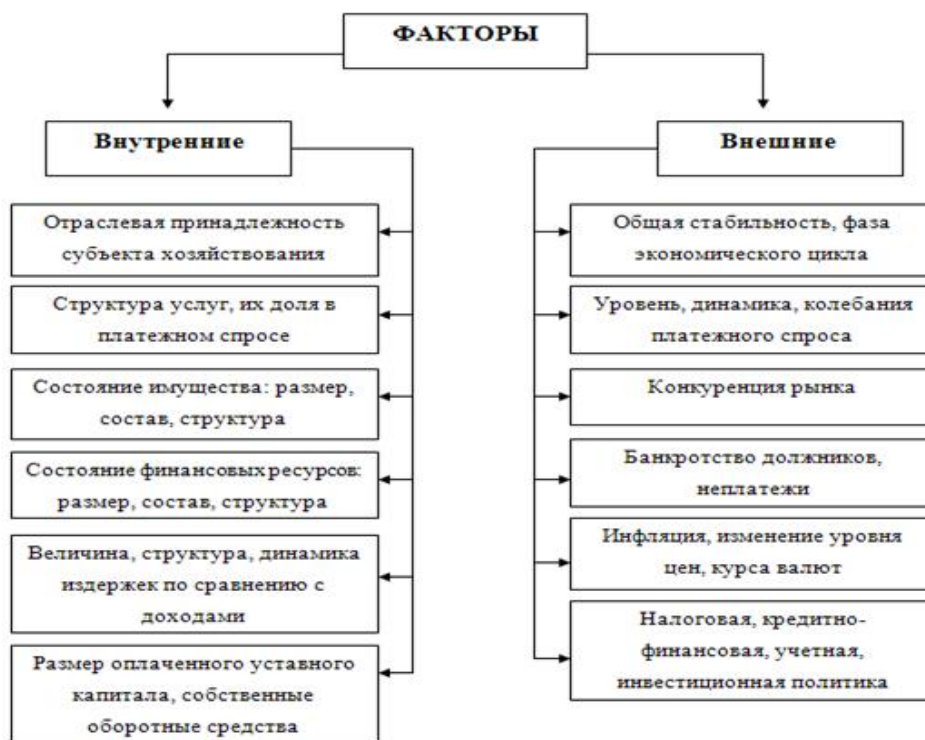 ФАКТОРЫ
Внутренние
Отраслевая принадлежность
субъекта хозяйствования
Структура услуг, их доля в
платежном спросе
Состояние имущества: размер,
состав, структура
Состояние финансовых ресурсов:
размер, состав, структура
Величина, структура, динамика
издержек по сравнению с
доходами
Размер оплаченного уставного
капитала, собственные
оборотные средства
Внешние
Общая стабильность, фаза
экономического цикла
Уровень, динамика, колебания
платежного спроса
Конкуренция рынка
Банкротство должников,
неплатежи
Инфляция, изменение уровня
цен, курса валют
Налоговая, кредитно-
финансовая, учетная,
инвестиционная политика